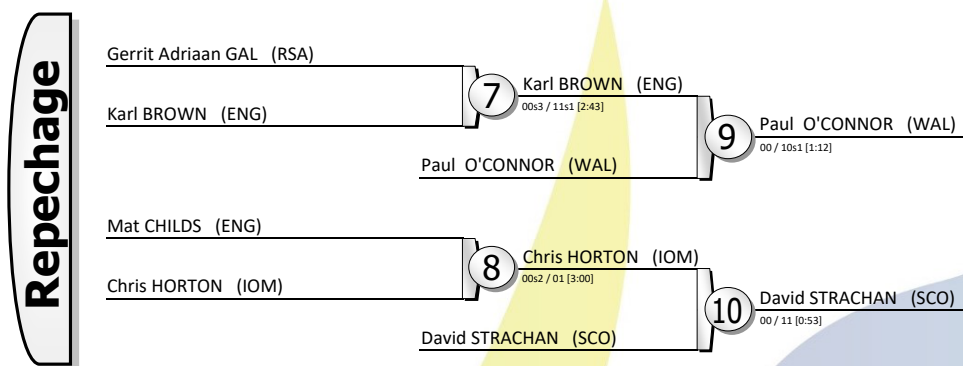 Repechage
Gerrit Adriaan GAL (RSA)
Karl BROWN (ENG)
7
Karl BROWN (ENG)
00s3 / 11s1 [2:43]
Paul O'CONNOR (WAL)
9
Paul O'CONNOR (WAL)
00 / 10s1 [1:12]
Mat CHILDS (ENG)
Chris HORTON (IOM)
8
Chris HORTON (IOM)
00s2 / 01 [3:00]
David STRACHAN (SCO)
10
David STRACHAN (SCO)
00 / 11 [0:53]